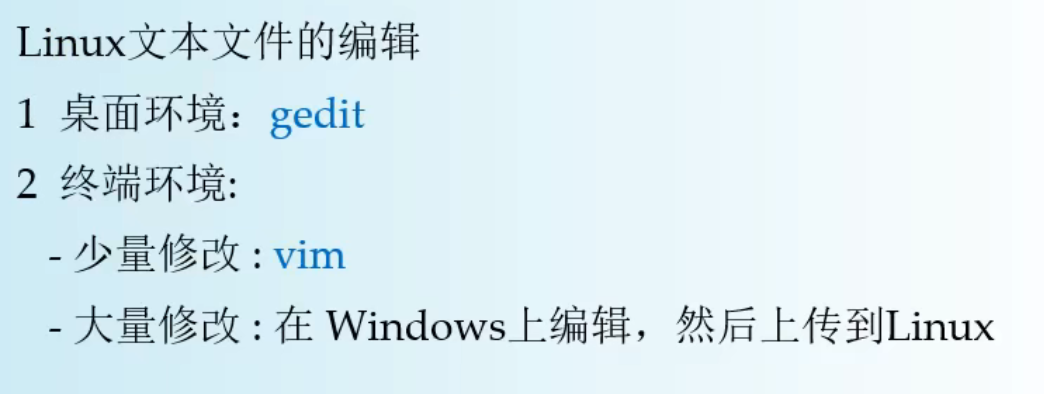 Linux文本文件的编辑
1 桌面环境：gedit
2 终端环境:
- 少量修改 : vim
- 大量修改 : 在 Windows上编辑，然后上传到Linux